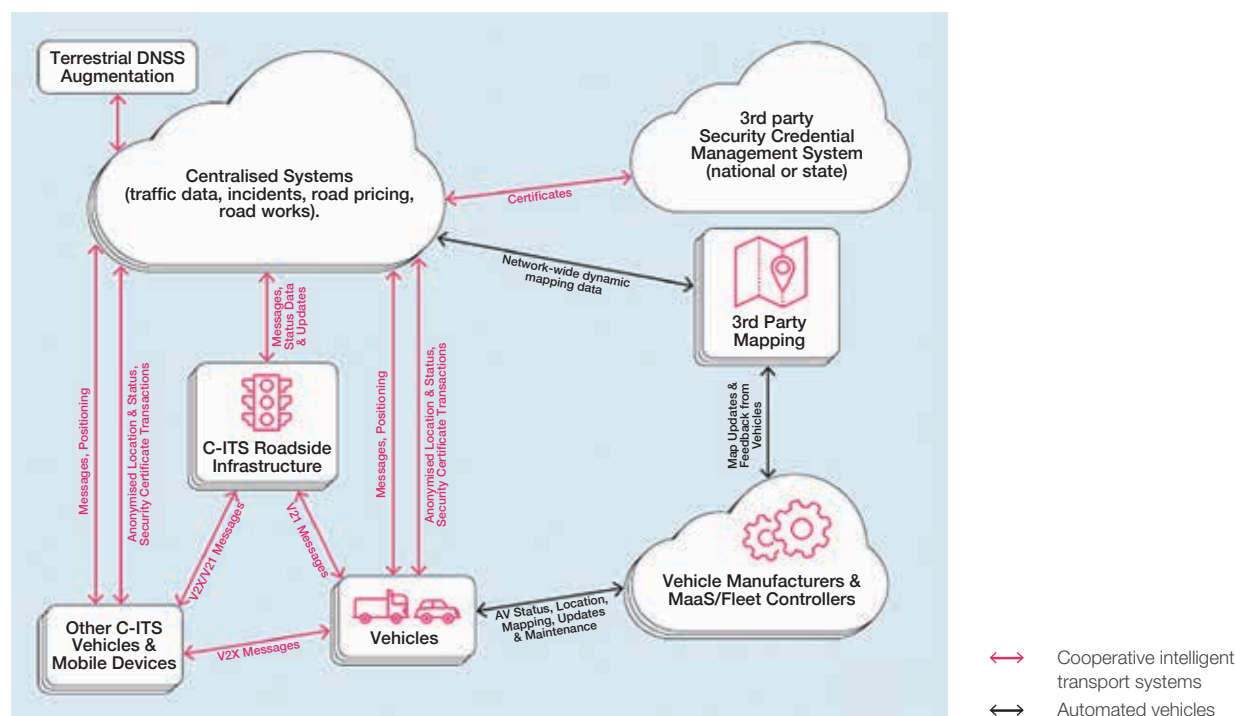 Terrestrial DNSS
Augmentation
Centralised Systems
(traffic data, incidents, road pricing,
road works).
3rd party
Security Credential
Management System
(national or state)
Certificates
Network-wide dynamic
mapping data
3rd Party
Mapping
Messages,
Status Data
& Updates
Messages, Positioning
Anonymised Location & Status,
Security Certificate Transactions
C-ITS Roadside
Infrastructure
Messages, Positioning
Anonymised Location & Status,
Security Certificate Transactions
Map Updates &
Feedback from
Vehicles
V2X/V21 Messages
V21 Messages
Vehicle Manufacturers &
MaaS/Fleet Controllers
AV Status, Location,
Mapping, Updates
& Maintenance
Vehicles
Other C-ITS
Vehicles &
Mobile Devices
V2X Messages
Cooperative intelligent
transport systems
Automated vehicles